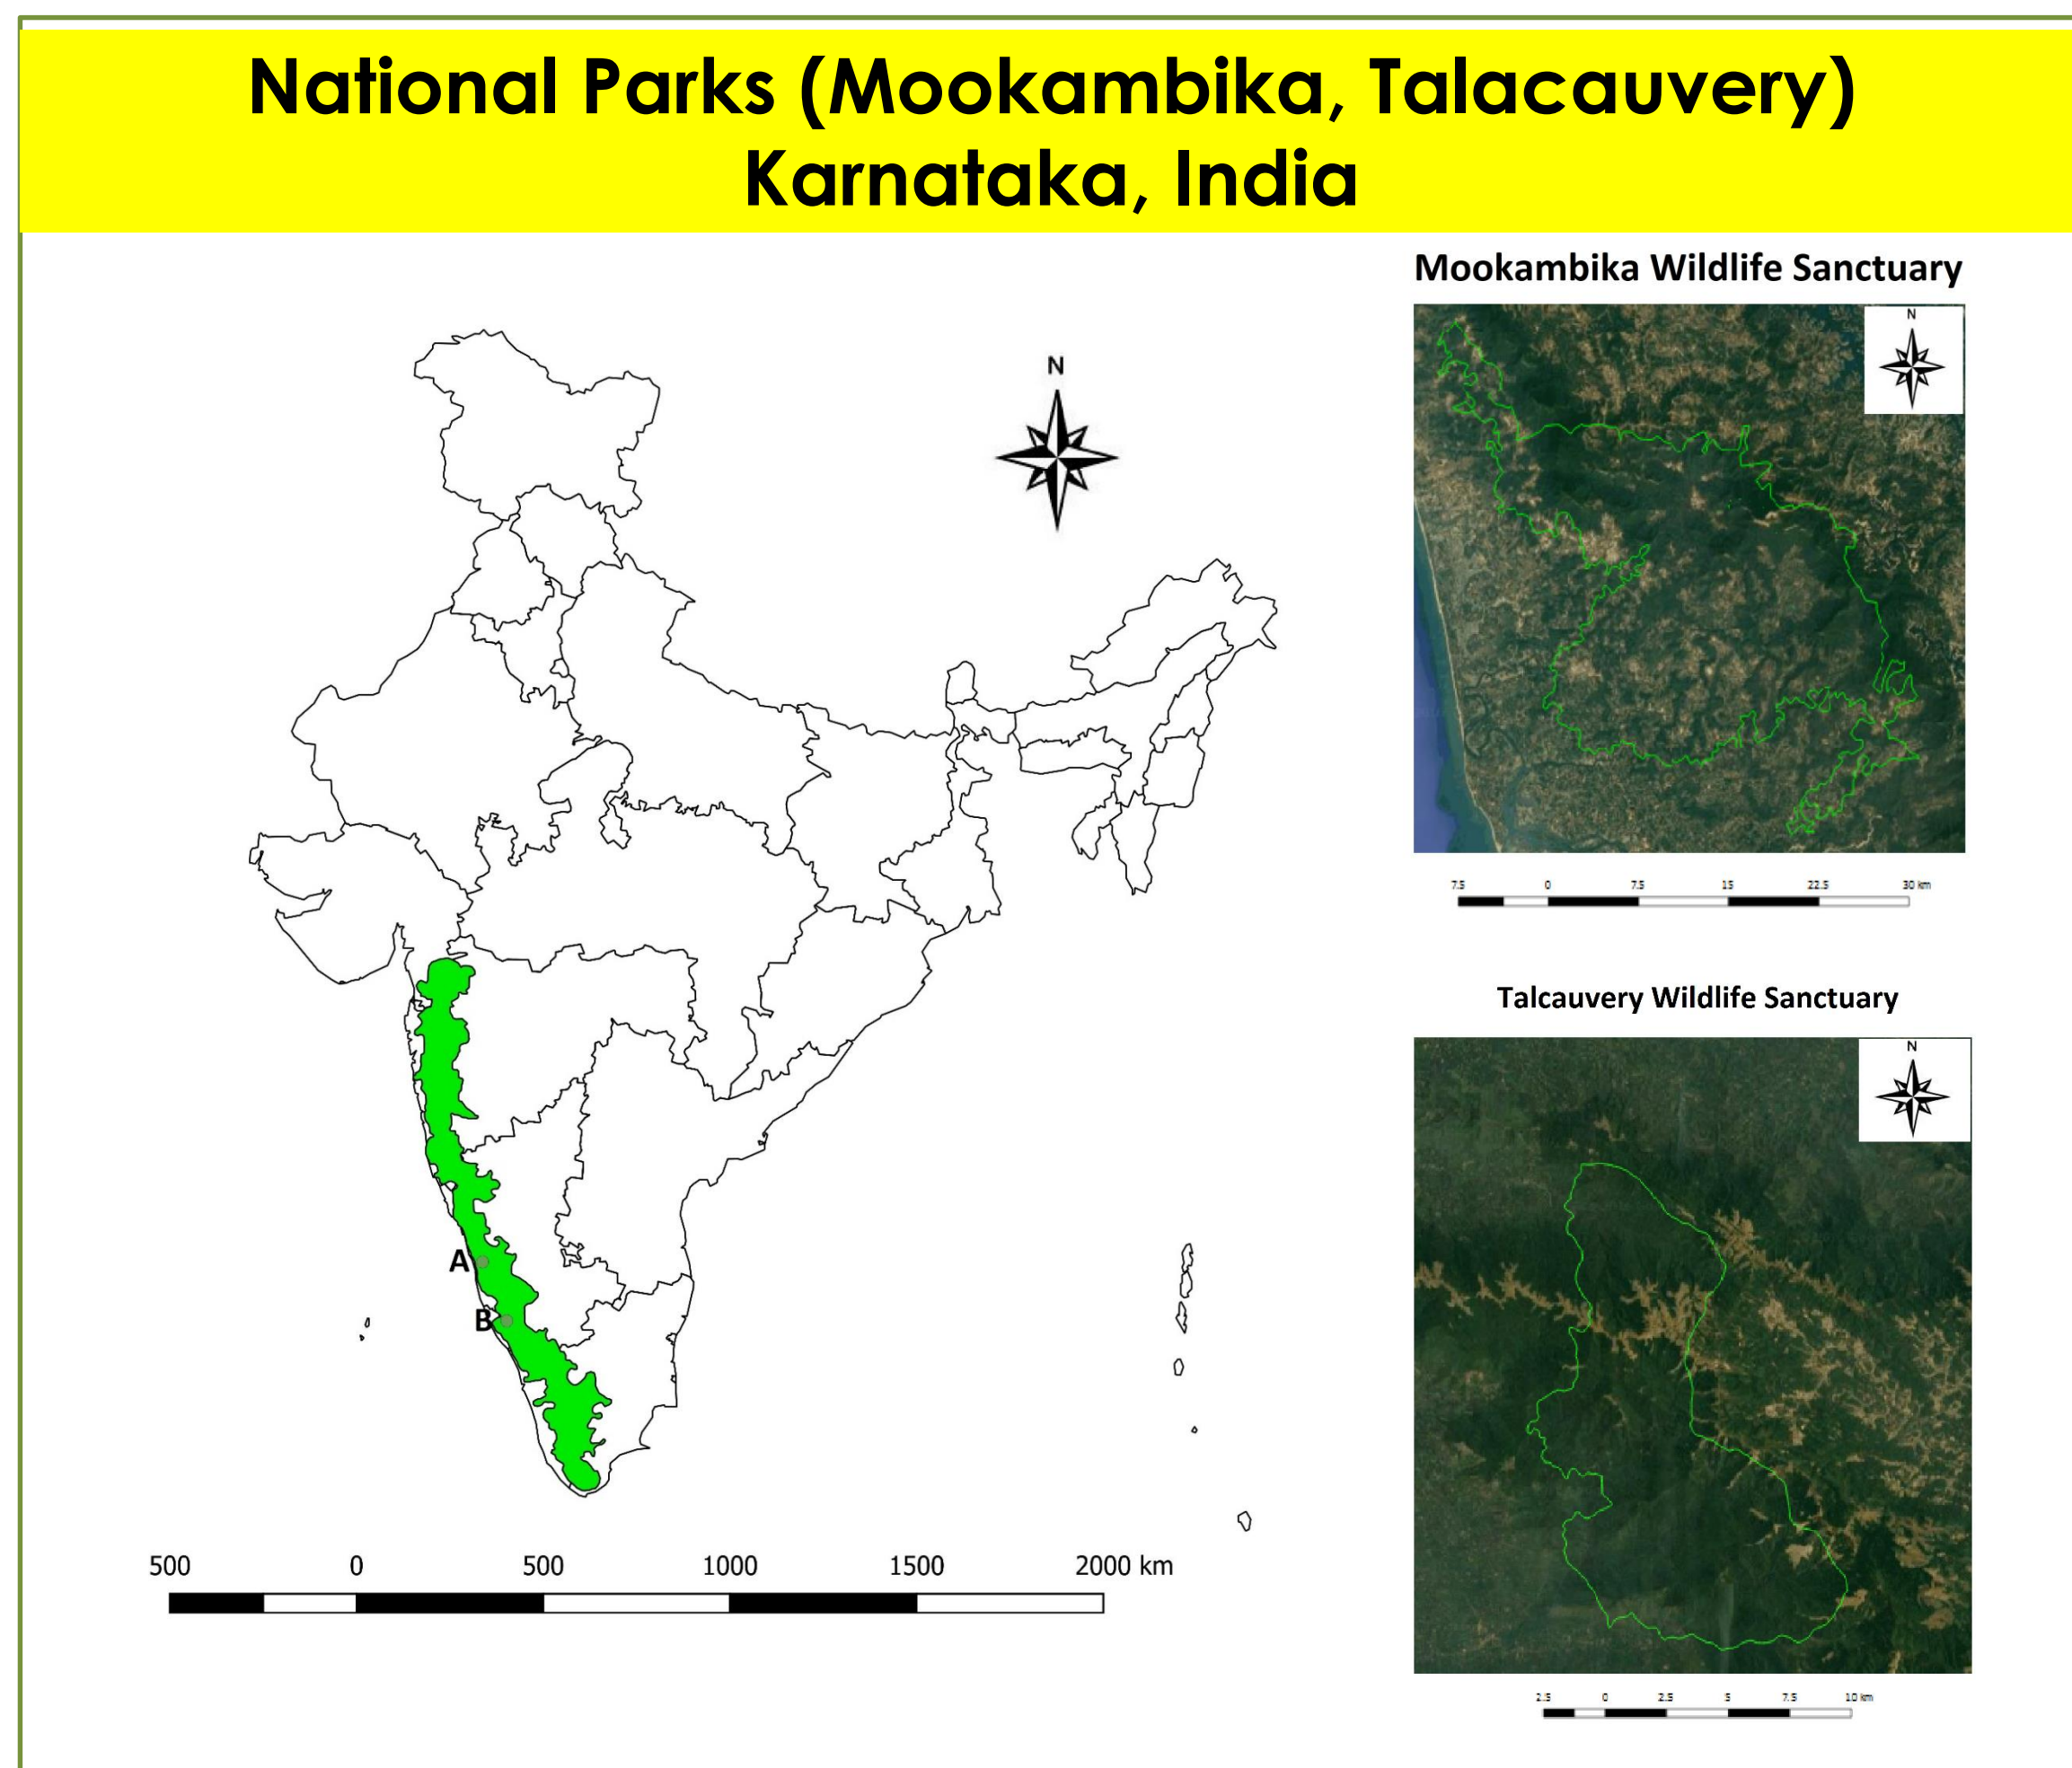 National Parks (Mookambika, Talacauvery)
Karnataka, India
Mookambika Wildlife Sanctuary
N
N
7.5 0 7.5 15 22.5 30 km
Talcauvery Wildlife Sanctuary
N
A
B
500 0 500 1000 1500 2000 km
2.5 0 2.5 5 7.5 10 km